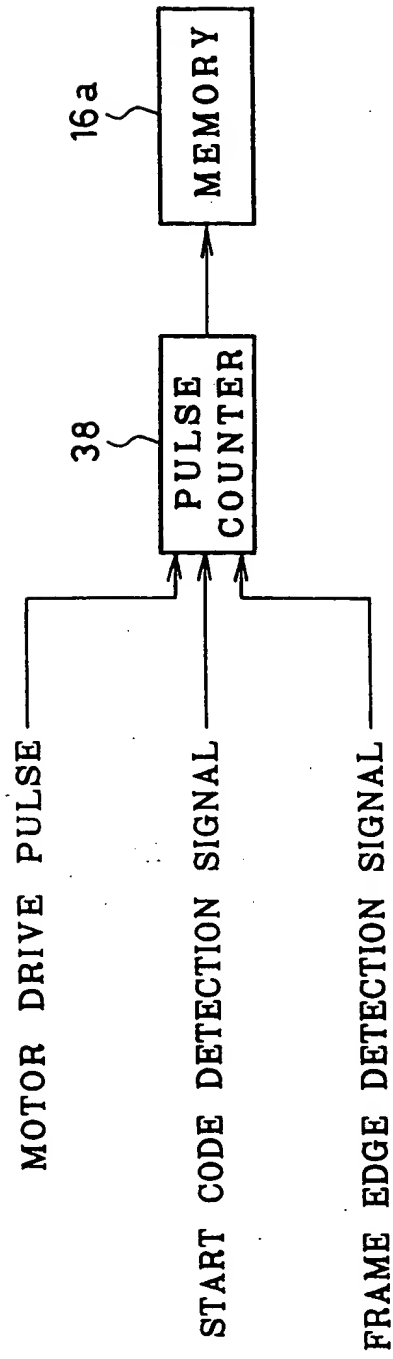 MOTOR DRIVE PULSE
START CODE DETECTION SIGNAL
FRAME EDGE DETECTION SIGNAL
38
PULSE
COUNTER
16a
MEMORY